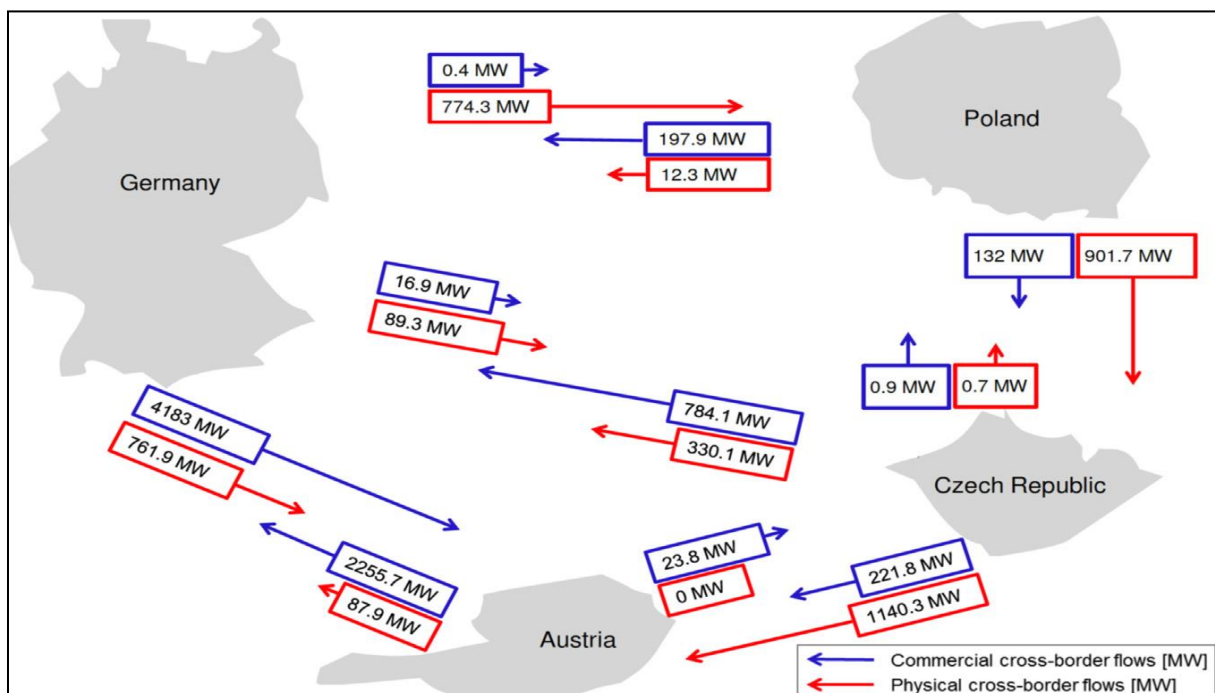 0.4 MW
774.3 MW
197.9 MW
12.3 MW
Germany
Poland
132 MW
901.7 MW
16.9 MW
89.3 MW
0.9 MW
0.7 MW
784.1 MW
330.1 MW
4183 MW
761.9 MW
Czech Republic
23.8 MW
0 MW
221.8 MW
1140.3 MW
2255.7 MW
87.9 MW
Austria
Commercial cross-border flows [MW]
Physical cross-border flows [MW]